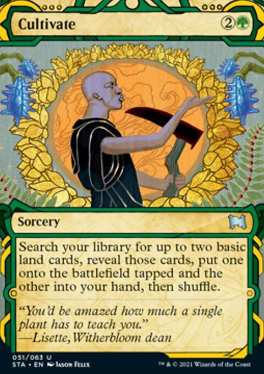 Cultivate 2
Sorcery
Search your library for up to two basic
land cards, reveal those cards, put one
onto the battlefield tapped and the
other into your hand, then shuffle.
"You'd be amazed how much a single
plant has to teach you."
—Lisette, Witherbloom dean
051/063 U
STA • EN JASON FELIX
™ & © 2021 Wizards of the Coast